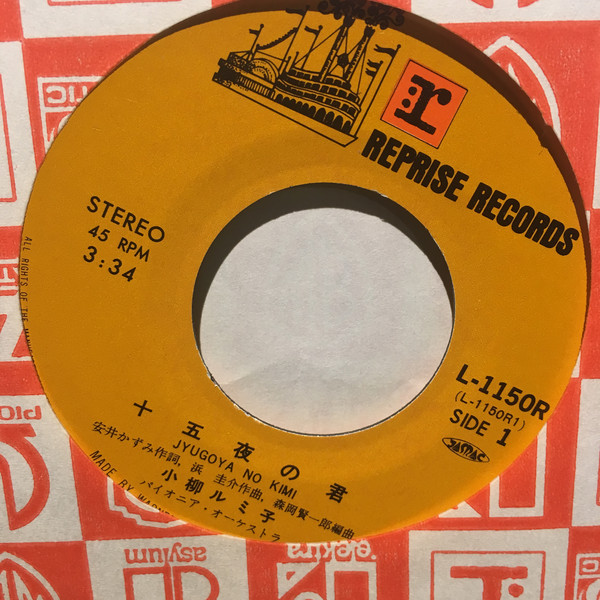 r
REPRISE RECORDS
STEREO
45 RPM
3:34
L-1150R
(L-1150R1)
SIDE 1
JASRAC
十五夜の君
JYUGOYA NO KIMI
安井かずみ作詞, 浜 圭介作曲, 森岡賢一郎編曲
小柳ルミ子
パイオニア・オーケストラ
ALL RIGHTS OF THE
MADE BY
asylum
elektra